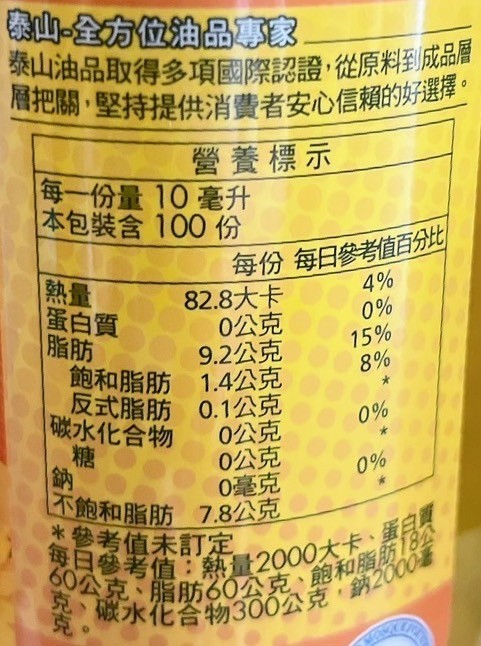 泰山-全方位油品專家
泰山油品取得多項國際認證，從原料到成品層
層把關，堅持提供消費者安心信賴的好選擇。
營養標示
每一份量 10 毫升
本包裝含 100 份
每份 每日參考值百分比
熱量 82.8大卡 4%
蛋白質 0公克 0%
脂肪 9.2公克 15%
飽和脂肪 1.4公克 8%
反式脂肪 0.1公克 *
碳水化合物 0公克 0%
糖 0公克 *
鈉 0毫克 0%
不飽和脂肪 7.8公克 *
*參考值未訂定
每日參考值：熱量2000大卡、蛋白質
60公克、脂肪60公克、飽和脂肪18公
克、碳水化合物300公克，鈉2000毫
克。